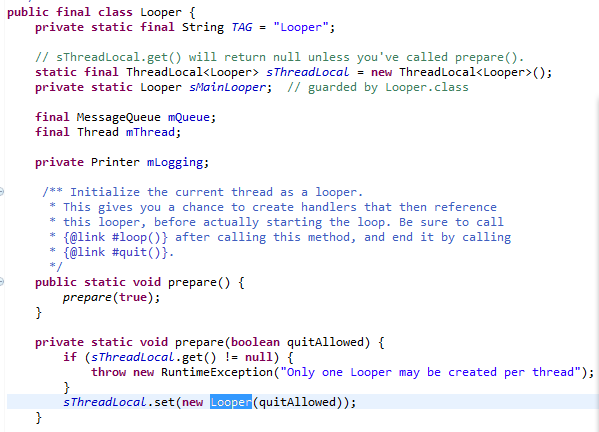 public final class Looper {
    private static final String TAG = "Looper";

    // sThreadLocal.get() will return null unless you've called prepare().
    static final ThreadLocal<Looper> sThreadLocal = new ThreadLocal<Looper>();
    private static Looper sMainLooper;  // guarded by Looper.class

    final MessageQueue mQueue;
    final Thread mThread;

    private Printer mLogging;

     /** Initialize the current thread as a looper.
      * This gives you a chance to create handlers that then reference
      * this looper, before actually starting the loop. Be sure to call
      * {@link #loop()} after calling this method, and end it by calling
      * {@link #quit()}.
      */
    public static void prepare() {
        prepare(true);
    }

    private static void prepare(boolean quitAllowed) {
        if (sThreadLocal.get() != null) {
            throw new RuntimeException("Only one Looper may be created per thread");
        }
        sThreadLocal.set(new Looper(quitAllowed));
    }